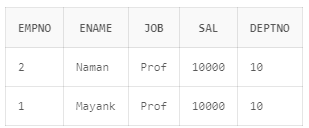 EMPNO ENAME JOB SAL DEPTNO
2 Naman Prof 10000 10
1 Mayank Prof 10000 10